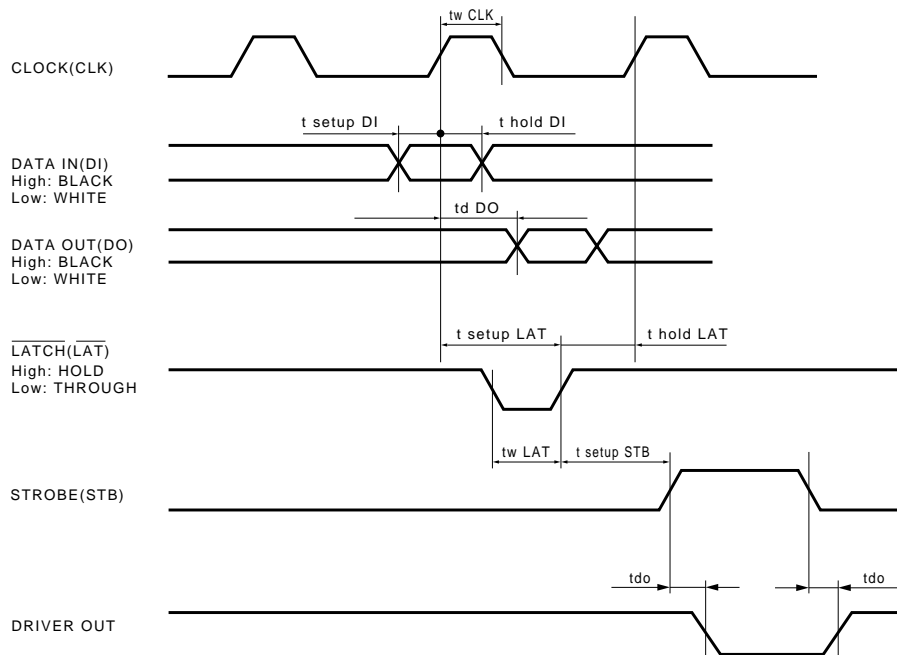 tw CLK
CLOCK(CLK)
t setup DI
t hold DI
DATA IN(DI)
High: BLACK
Low: WHITE
td DO
DATA OUT(DO)
High: BLACK
Low: WHITE
t setup LAT
t hold LAT
LATCH(LAT)
High: HOLD
Low: THROUGH
tw LAT
t setup STB
STROBE(STB)
tdo
tdo
DRIVER OUT